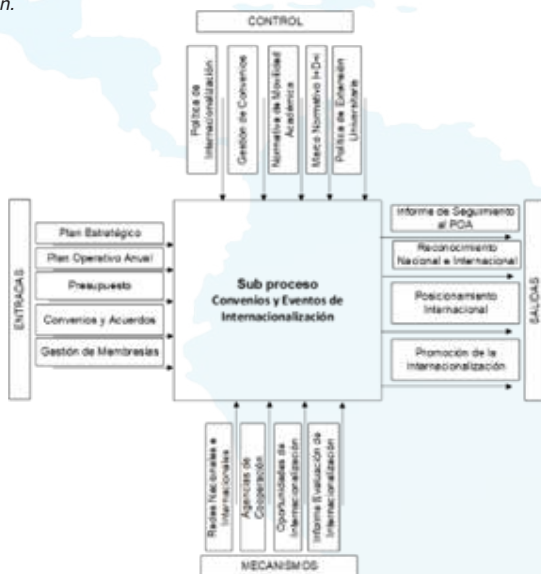 n.
CONTROL
Política de
Internacionalización
Gestión de Convenios
Normativa de Movilidad
Académica
Marco Normativo I+D+i
Política de Extensión
Universitaria
ENTRADAS
Plan Estratégico
Plan Operativo Anual
Presupuesto
Convenios y Acuerdos
Gestión de Membresías
Sub proceso
Convenios y Eventos de
Internacionalización
Informe de Seguimiento
al POA
Reconocimiento
Nacional e Internacional
Posicionamiento
Internacional
Promoción de la
Internacionalización
SALIDAS
Redes Nacionales e
Internacionales
Agencias de
Cooperación
Oportunidades de
Internacionalización
Informe Evaluación de
Internacionalización
MECANISMOS